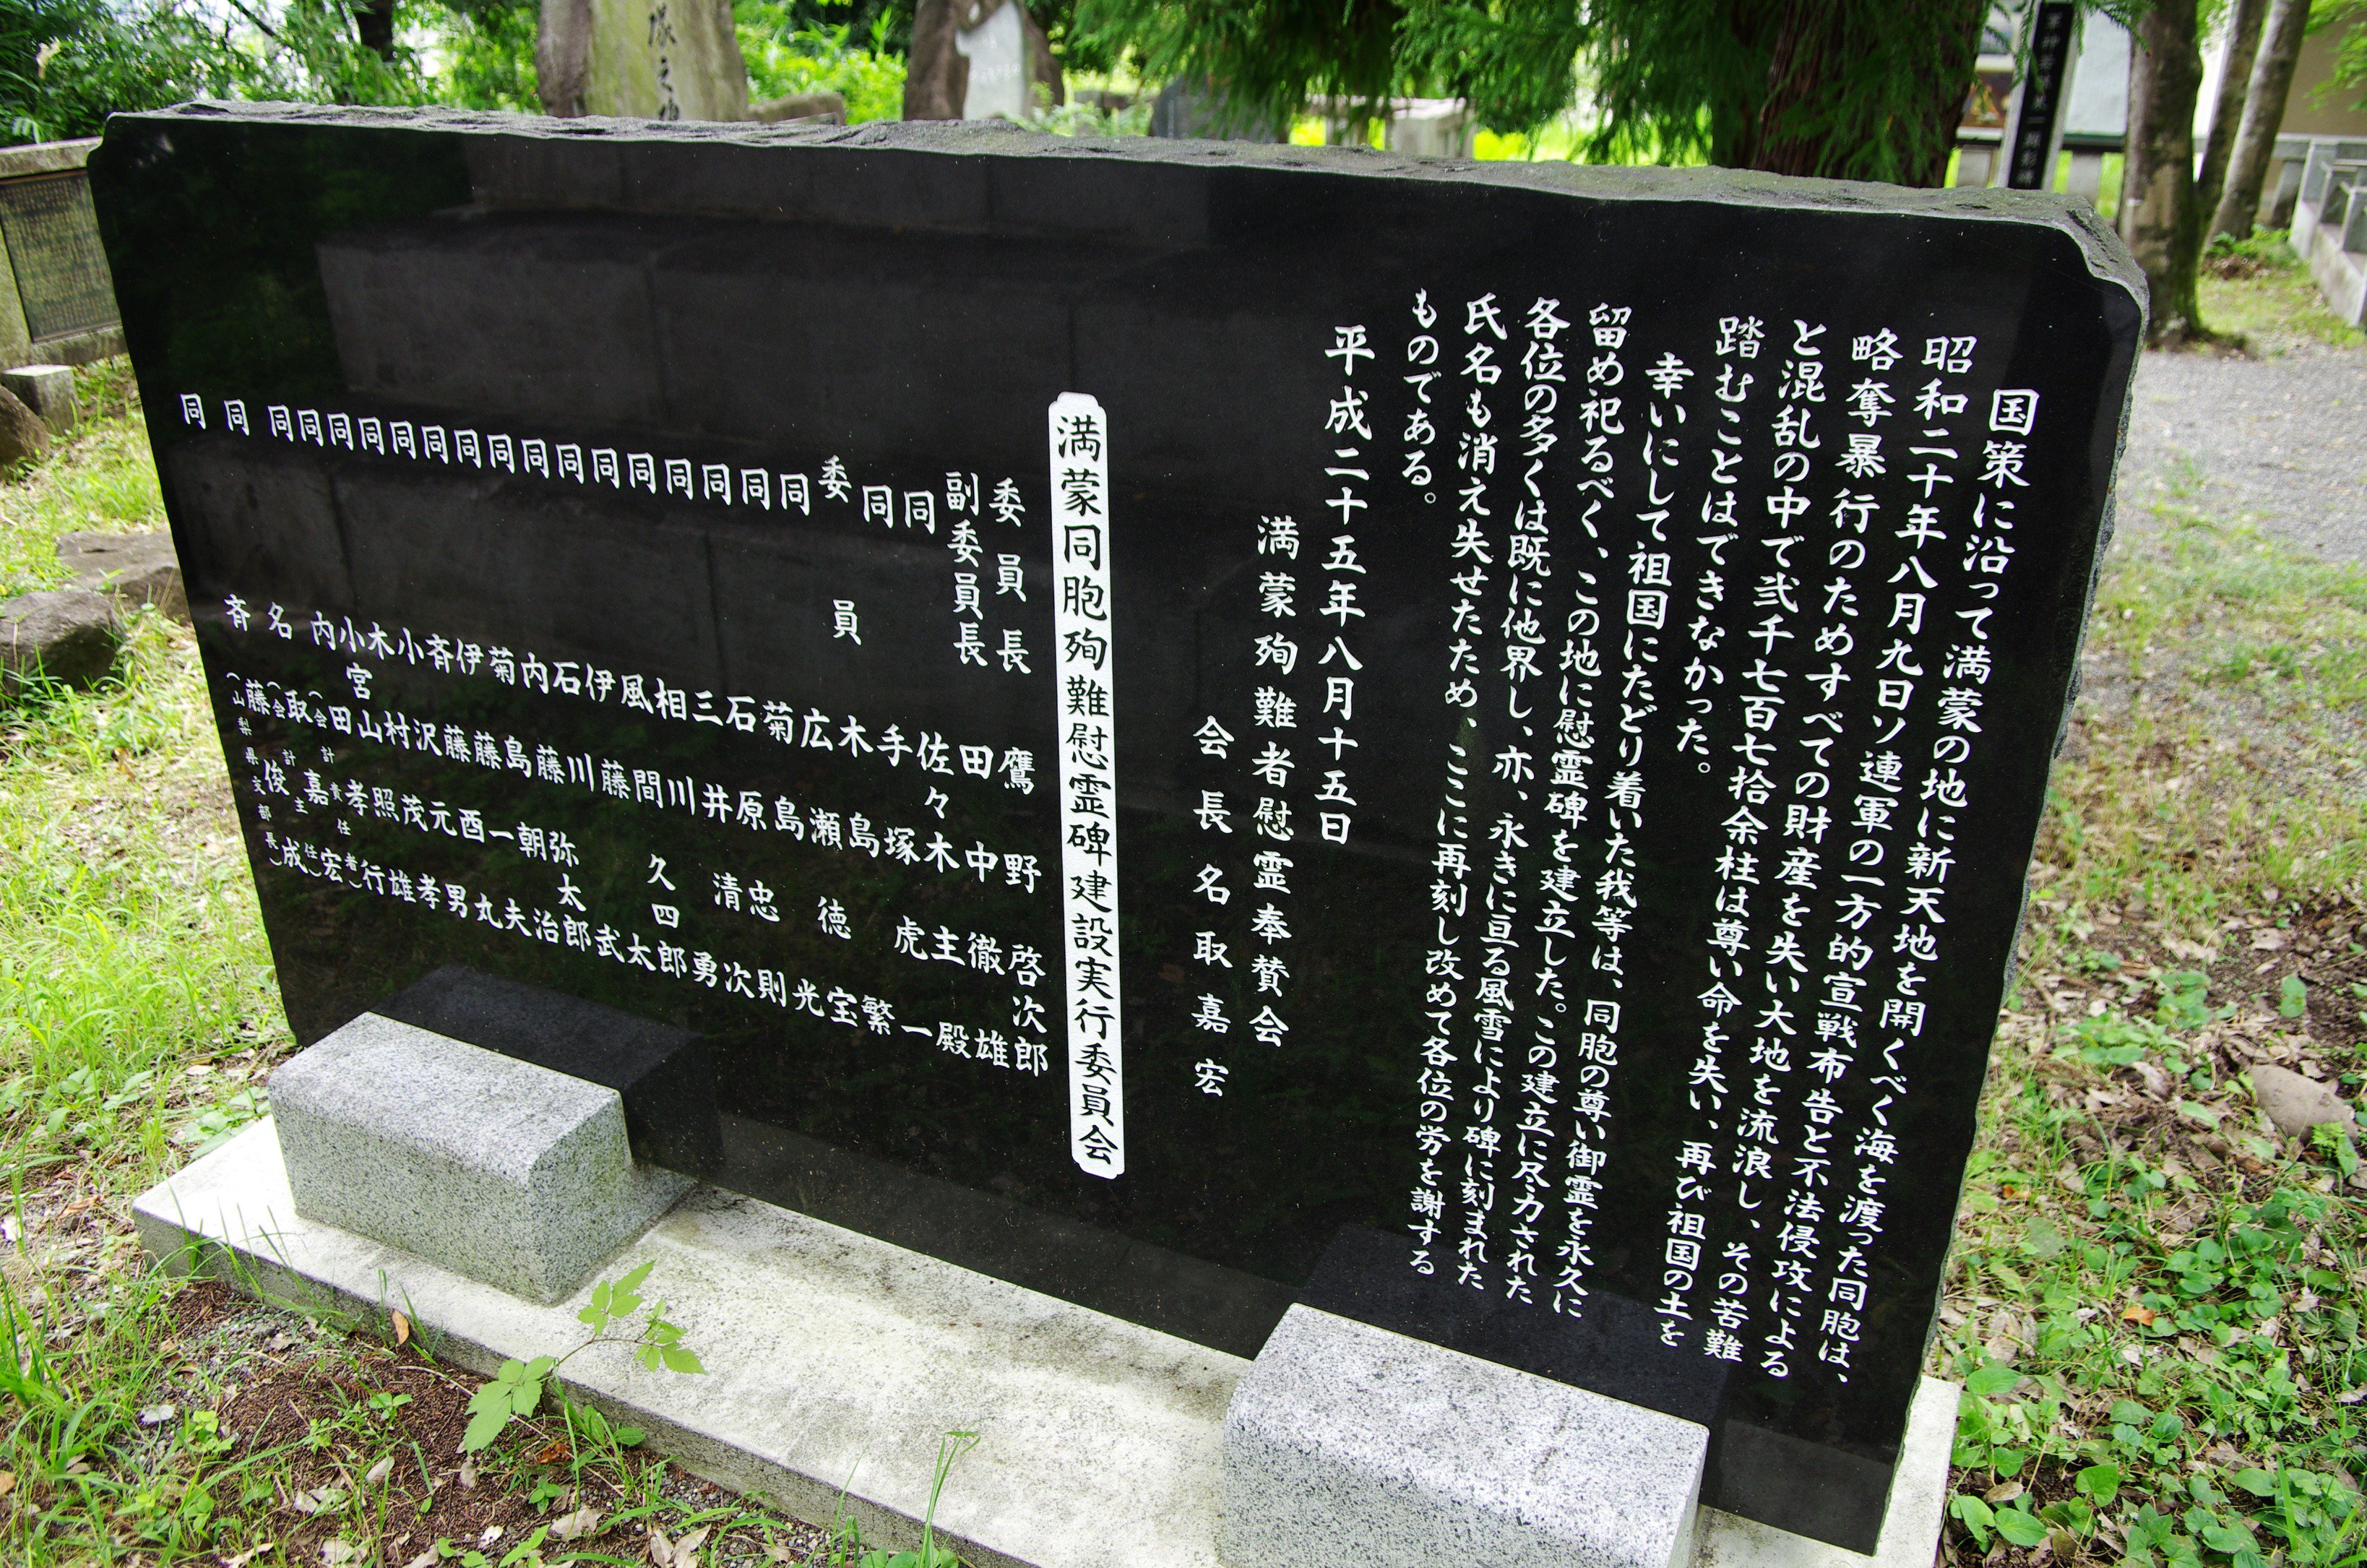 国策に沿って満蒙の地に新天地を開くべく海を渡った同胞は、
昭和二十年八月九日ソ連軍の一方的宣戦布告と不法侵攻による
略奪暴行のためすべての財産を失い大地を流浪し、その苦難
と混乱の中で弐千七百七拾余柱は尊い命を失い、再び祖国の土を
踏むことはできなかった。
幸いにして祖国にたどり着いた我等は、同胞の尊い御霊を永久に
留め祀るべく、この地に慰霊碑を建立した。この建立に尽力された
各位の多くは既に他界し、亦、永きに亘る風雪により碑に刻まれた
氏名も消え失せたため、ここに再刻し改めて各位の労を謝する
ものである。
平成二十五年八月十五日
満蒙殉難者慰霊奉賛会
会長名取嘉宏
満蒙同胞殉難慰霊碑建設実行委員会
委員長 鷹野啓次郎
副委員長 田中徹雄
同 佐々木主殿
同 手塚虎一
委員 木島繁
同 広瀬徳宝
同 菊島光
同 石原忠則
同 三井清次
同 相川勇
同 風間久四郎
同 伊藤太
同 石川武
同 内藤弥太郎
同 菊島朝治
同 伊藤一夫
同 斉藤酉丸
同 小沢元男
同 木村茂孝
同 小宮山照雄
同 内田孝行
(会計責任者)
同 名取嘉宏
(会計主任)
同 斉藤俊成
(山梨県支部長)